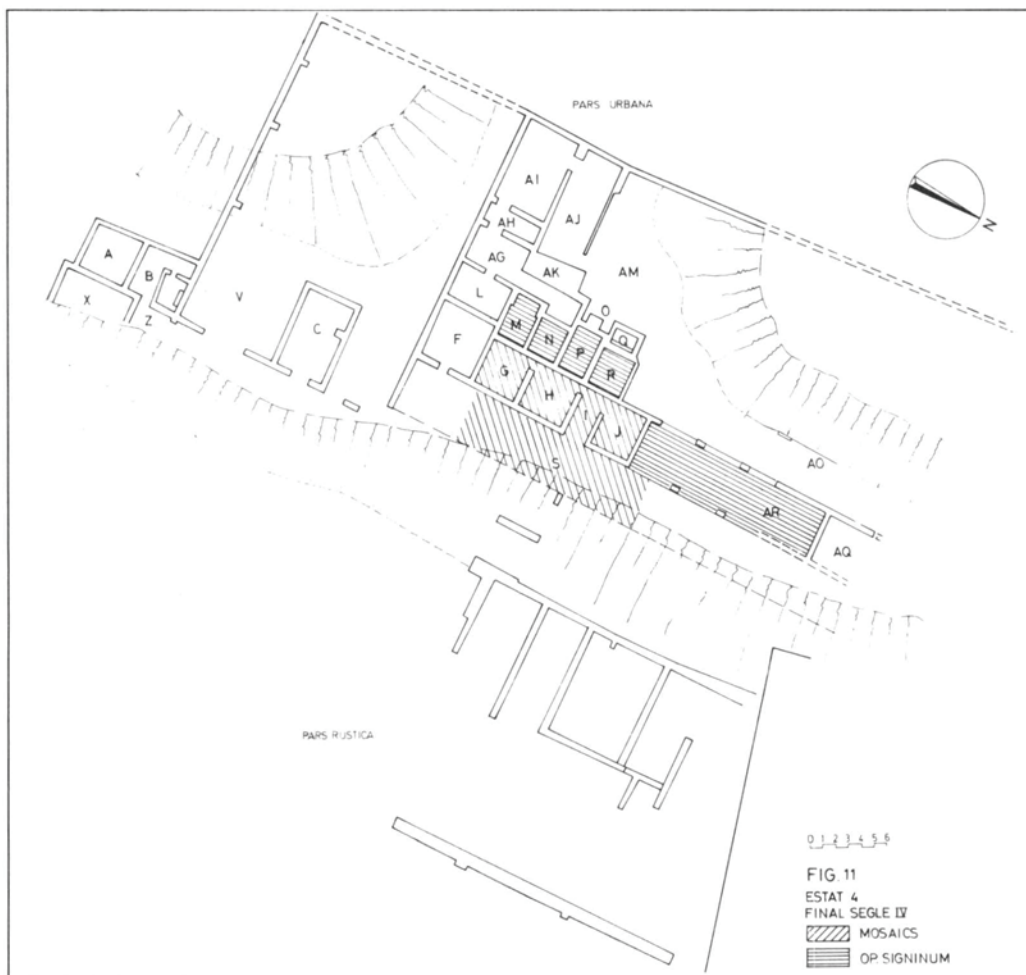 PARS URBANA
N
AI
AJ
AH
AG
AK
AM
A
B
X
Z
V
C
L
O
M
N
P
Q
R
F
G
H
I
J
S
AO
AR
AQ
PARS RUSTICA
0 1 2 3 4 5 6
FIG. 11
ESTAT 4
FINAL SEGLE IV
MOSAICS
OP. SIGNINUM